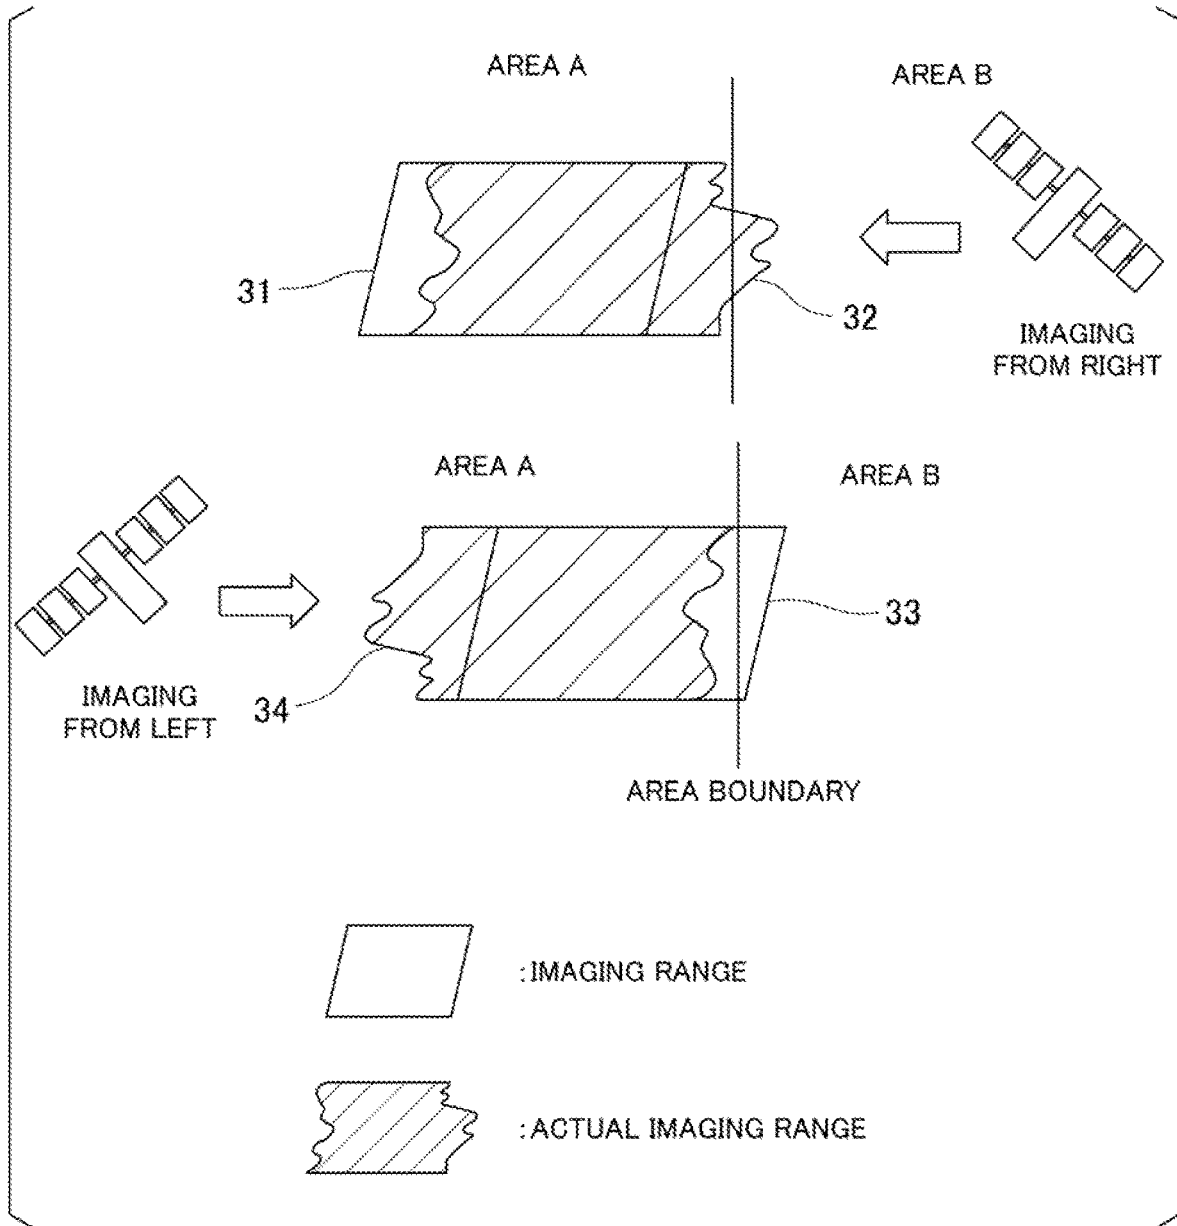 AREA A
AREA B
31
32
IMAGING
FROM RIGHT
AREA A
AREA B
33
34
IMAGING
FROM LEFT
AREA BOUNDARY
:IMAGING RANGE
:ACTUAL IMAGING RANGE